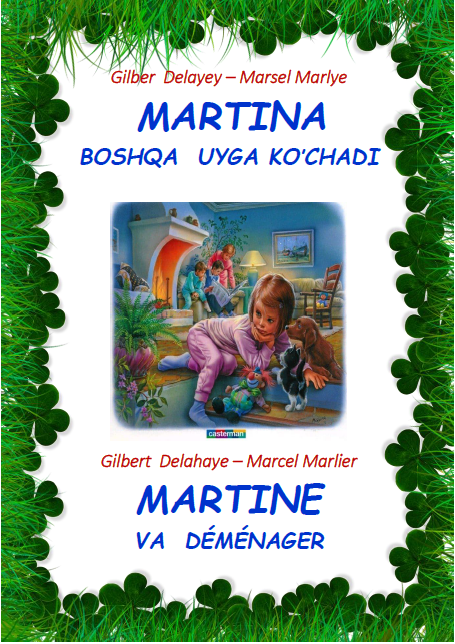 Gilber Delayey – Marsel Marlye
MARTINA
BOSHQA UYGA KO'CHADI
casterman
Gilbert Delahaye – Marcel Marlier
MARTINE
VA DÉMÉNAGER